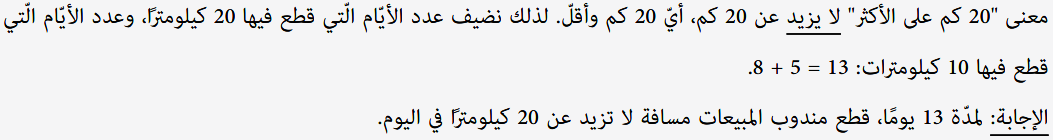 معنى "20 كم على الأكثر" لا يزيد عن 20 كم، أيّ 20 كم وأقلّ. لذلك نضيف عدد الأيّام الّتي قطع فيها 20 كيلومترًا، وعدد الأيّام الّتي
قطع فيها 10 كيلومترات: 13 = 5 + 8.
الإجابة: لمدّة 13 يومًا، قطع مندوب المبيعات مسافة لا تزيد عن 20 كيلومترًا في اليوم.